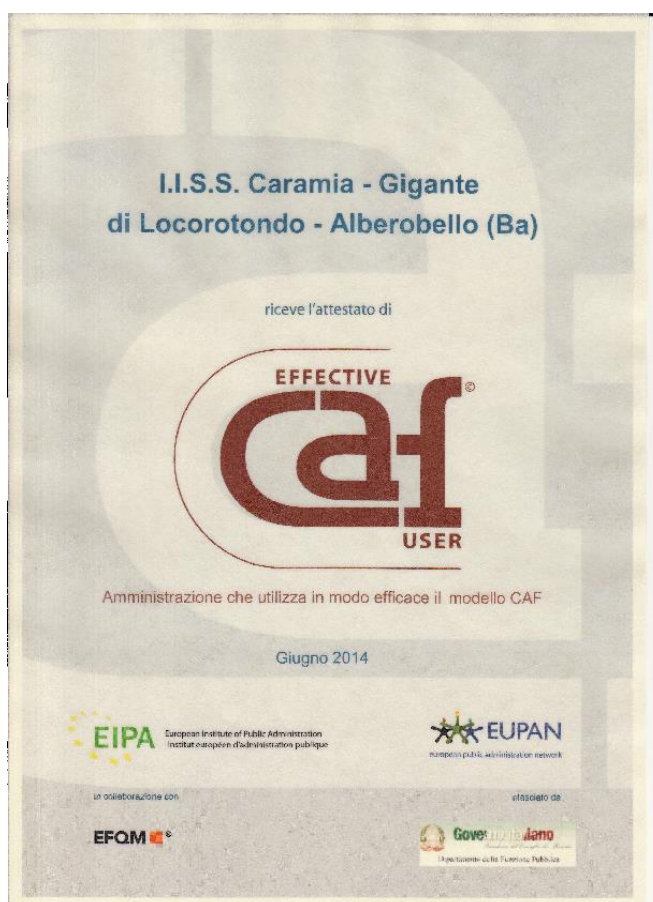 I.I.S.S. Caramia - Gigante
di Locorotondo - Alberobello (Ba)
riceve l'attestato di
EFFECTIVE
Caf ©
USER
Amministrazione che utilizza in modo efficace il modello CAF
Giugno 2014
EIPA
European Institute of Public Administration
Institut européen d'administration publique
EUPAN
european public administration network
in collaborazione con
rilasciato da
EFQM ©
Dipartimento della Funzione Pubblica